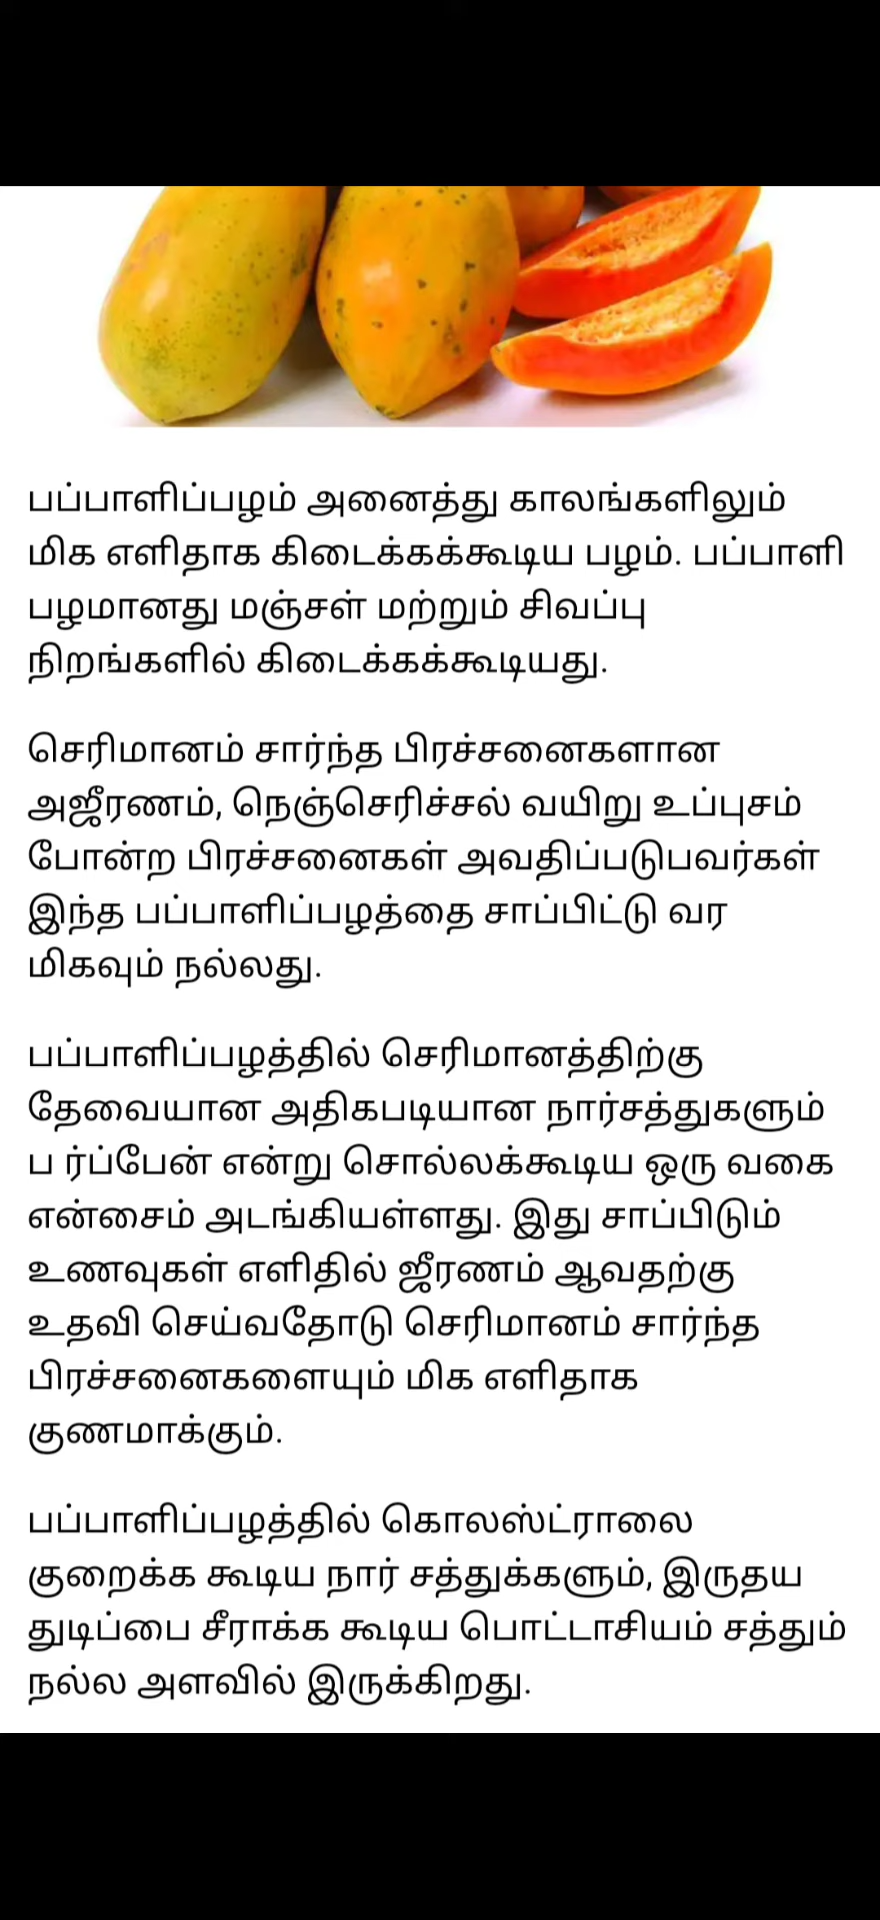 பப்பாளிப்பழம் அனைத்து காலங்களிலும்
மிக எளிதாக கிடைக்கக்கூடிய பழம். பப்பாளி
பழமானது மஞ்சள் மற்றும் சிவப்பு
நிறங்களில் கிடைக்கக்கூடியது.
செரிமானம் சார்ந்த பிரச்சனைகளான
அஜீரணம், நெஞ்செரிச்சல் வயிறு உப்புசம்
போன்ற பிரச்சனைகள் அவதிப்படுபவர்கள்
இந்த பப்பாளிப்பழத்தை சாப்பிட்டு வர
மிகவும் நல்லது.
பப்பாளிப்பழத்தில் செரிமானத்திற்கு
தேவையான அதிகபடியான நார்சத்துகளும்
ப ர்ப்பேன் என்று சொல்லக்கூடிய ஒரு வகை
என்சைம் அடங்கியள்ளது. இது சாப்பிடும்
உணவுகள் எளிதில் ஜீரணம் ஆவதற்கு
உதவி செய்வதோடு செரிமானம் சார்ந்த
பிரச்சனைகளையும் மிக எளிதாக
குணமாக்கும்.
பப்பாளிப்பழத்தில் கொலஸ்ட்ராலை
குறைக்க கூடிய நார் சத்துக்களும், இருதய
துடிப்பை சீராக்க கூடிய பொட்டாசியம் சத்தும்
நல்ல அளவில் இருக்கிறது.